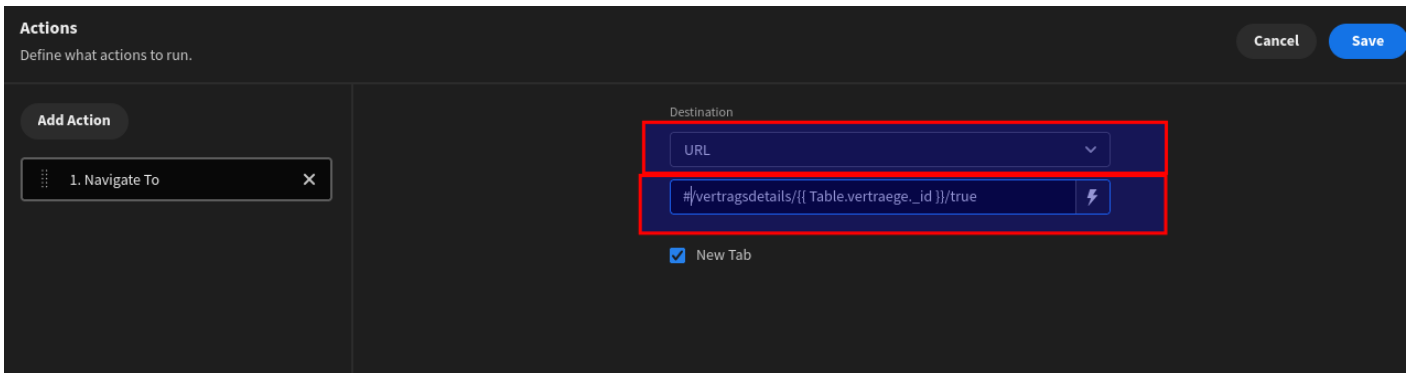 Actions
Define what actions to run.
Cancel
Save
Add Action
1. Navigate To
Destination
URL
#/vertragsdetails/{{ Table.vertraege._id }}/true
New Tab